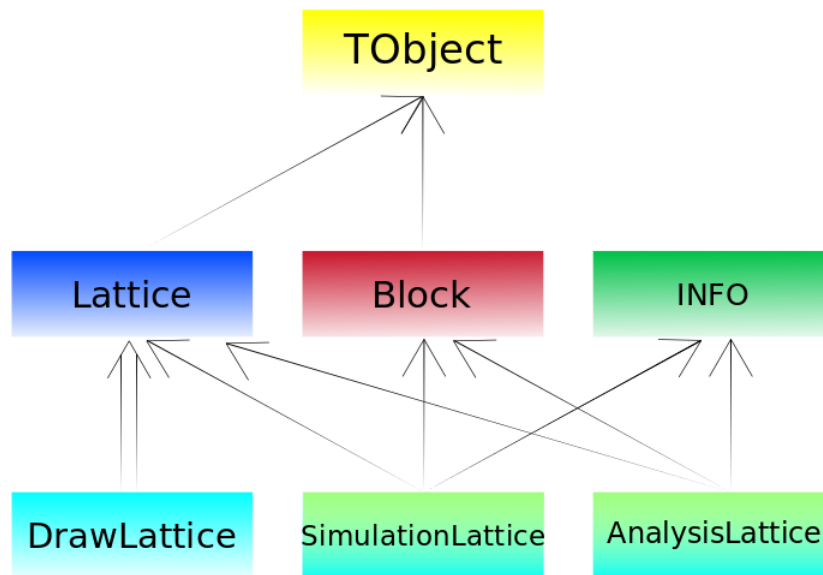 TObject
Lattice
Block
INFO
DrawLattice
SimulationLattice
AnalysisLattice